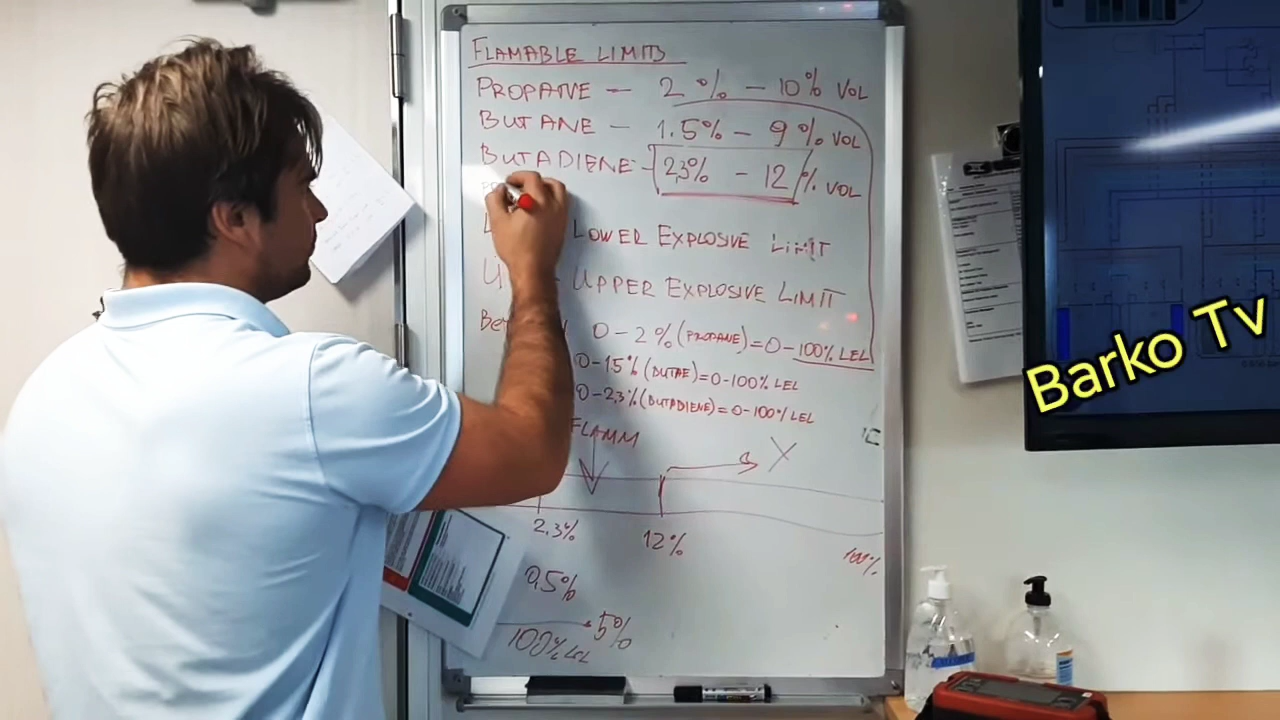 FLAMABLE LIMITS
PROPANE – 2 % – 10% VOL
BUTANE – 1.5% – 9 % VOL
BUTADIENE - 2,3% – 12 % VOL
LOWER EXPLOSIVE LIMIT
UPPER EXPLOSIVE LIMIT
0 – 2 % (PROPANE) = 0 – 100% LEL
0-1.5% (BUTAE) = 0-100% LEL
0-2,3% (BUTADIENE) = 0-100% LEL
FLAMM
X
2.3%
12%
100%
0,5%
5%
100% LEL
Barko Tv